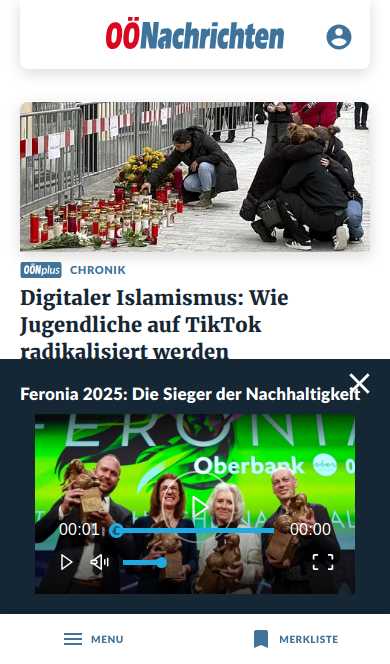 OÖNachrichten
OÖNplus CHRONIK
Digitaler Islamismus: Wie
Jugendliche auf TikTok
radikalisiert werden
Feronia 2025: Die Sieger der Nachhaltigkeit
FERONIA
Oberbank
00:01
00:00
MENU
MERKLISTE